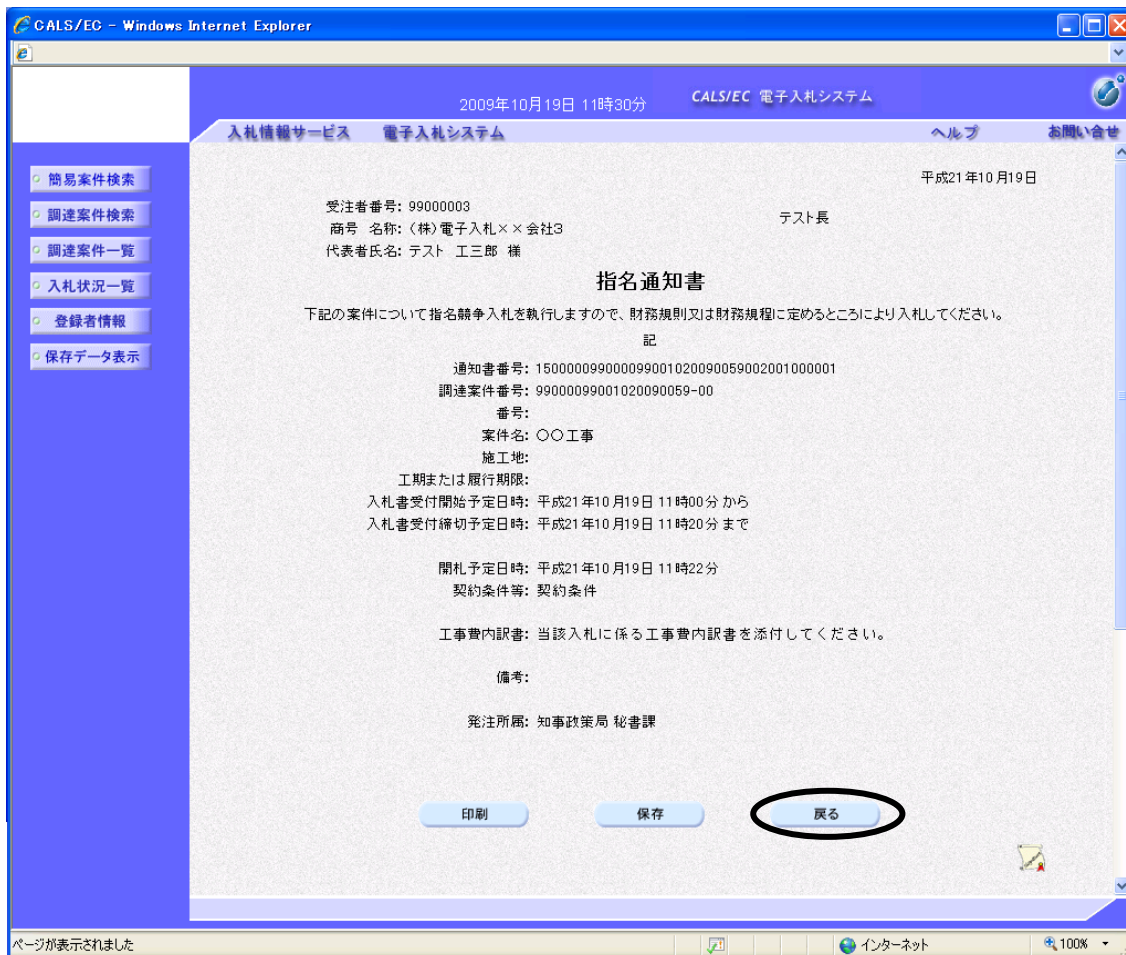 CALS/EC - Windows Internet Explorer
2009年10月19日 11時30分
CALS/EC 電子入札システム
入札情報サービス 電子入札システム ヘルプ お問い合せ
簡易案件検索
調達案件検索
調達案件一覧
入札状況一覧
登録者情報
保存データ表示
平成21年10月19日
受注者番号: 99000003
商号 名称: (株)電子入札××会社3
代表者氏名: テスト 工三郎 様
テスト長
指名通知書
下記の案件について指名競争入札を執行しますので、財務規則又は財務規程に定めるところにより入札してください。
記
通知書番号: 1500000990000990010200900590020010000001
調達案件番号: 99000099001020090059-00
番号:
案件名: 〇〇工事
施工地:
工期または履行期限:
入札書受付開始予定日時: 平成21年10月19日 11時00分 から
入札書受付締切予定日時: 平成21年10月19日 11時20分 まで
開札予定日時: 平成21年10月19日 11時22分
契約条件等: 契約条件
工事費内訳書: 当該入札に係る工事費内訳書を添付してください。
備考:
発注所属: 知事政策局 秘書課
印刷 保存 戻る
ページが表示されました インターネット 100%